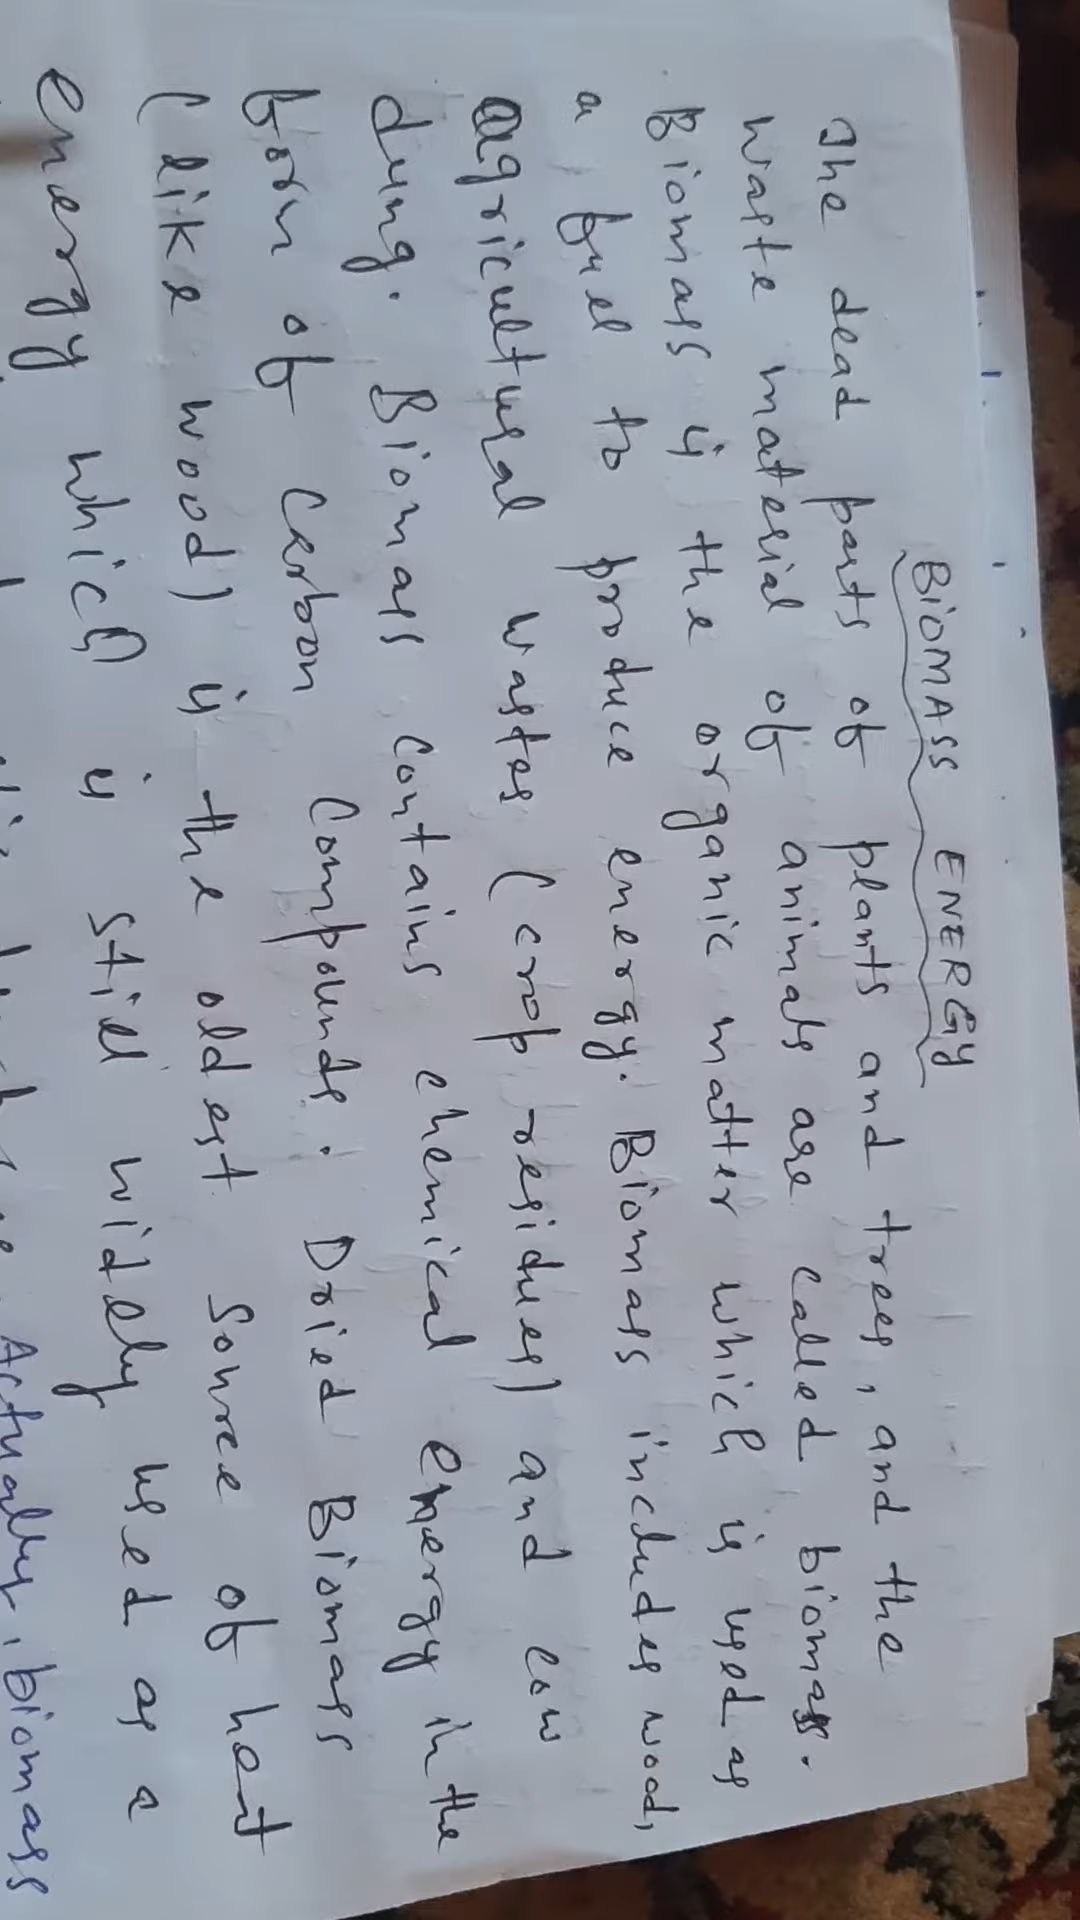 BIOMASS ENERGY
The dead parts of plants and trees, and the
waste material of animals are called biomass.
Biomass is the organic matter which is used as
a fuel to produce energy. Biomass includes wood,
agricultural wastes (crop residues) and cow
dung. Biomass contains chemical energy in the
form of carbon compounds. Dried Biomass
(like wood) is the oldest source of heat
energy which is still widely used as a
Actually, biomass